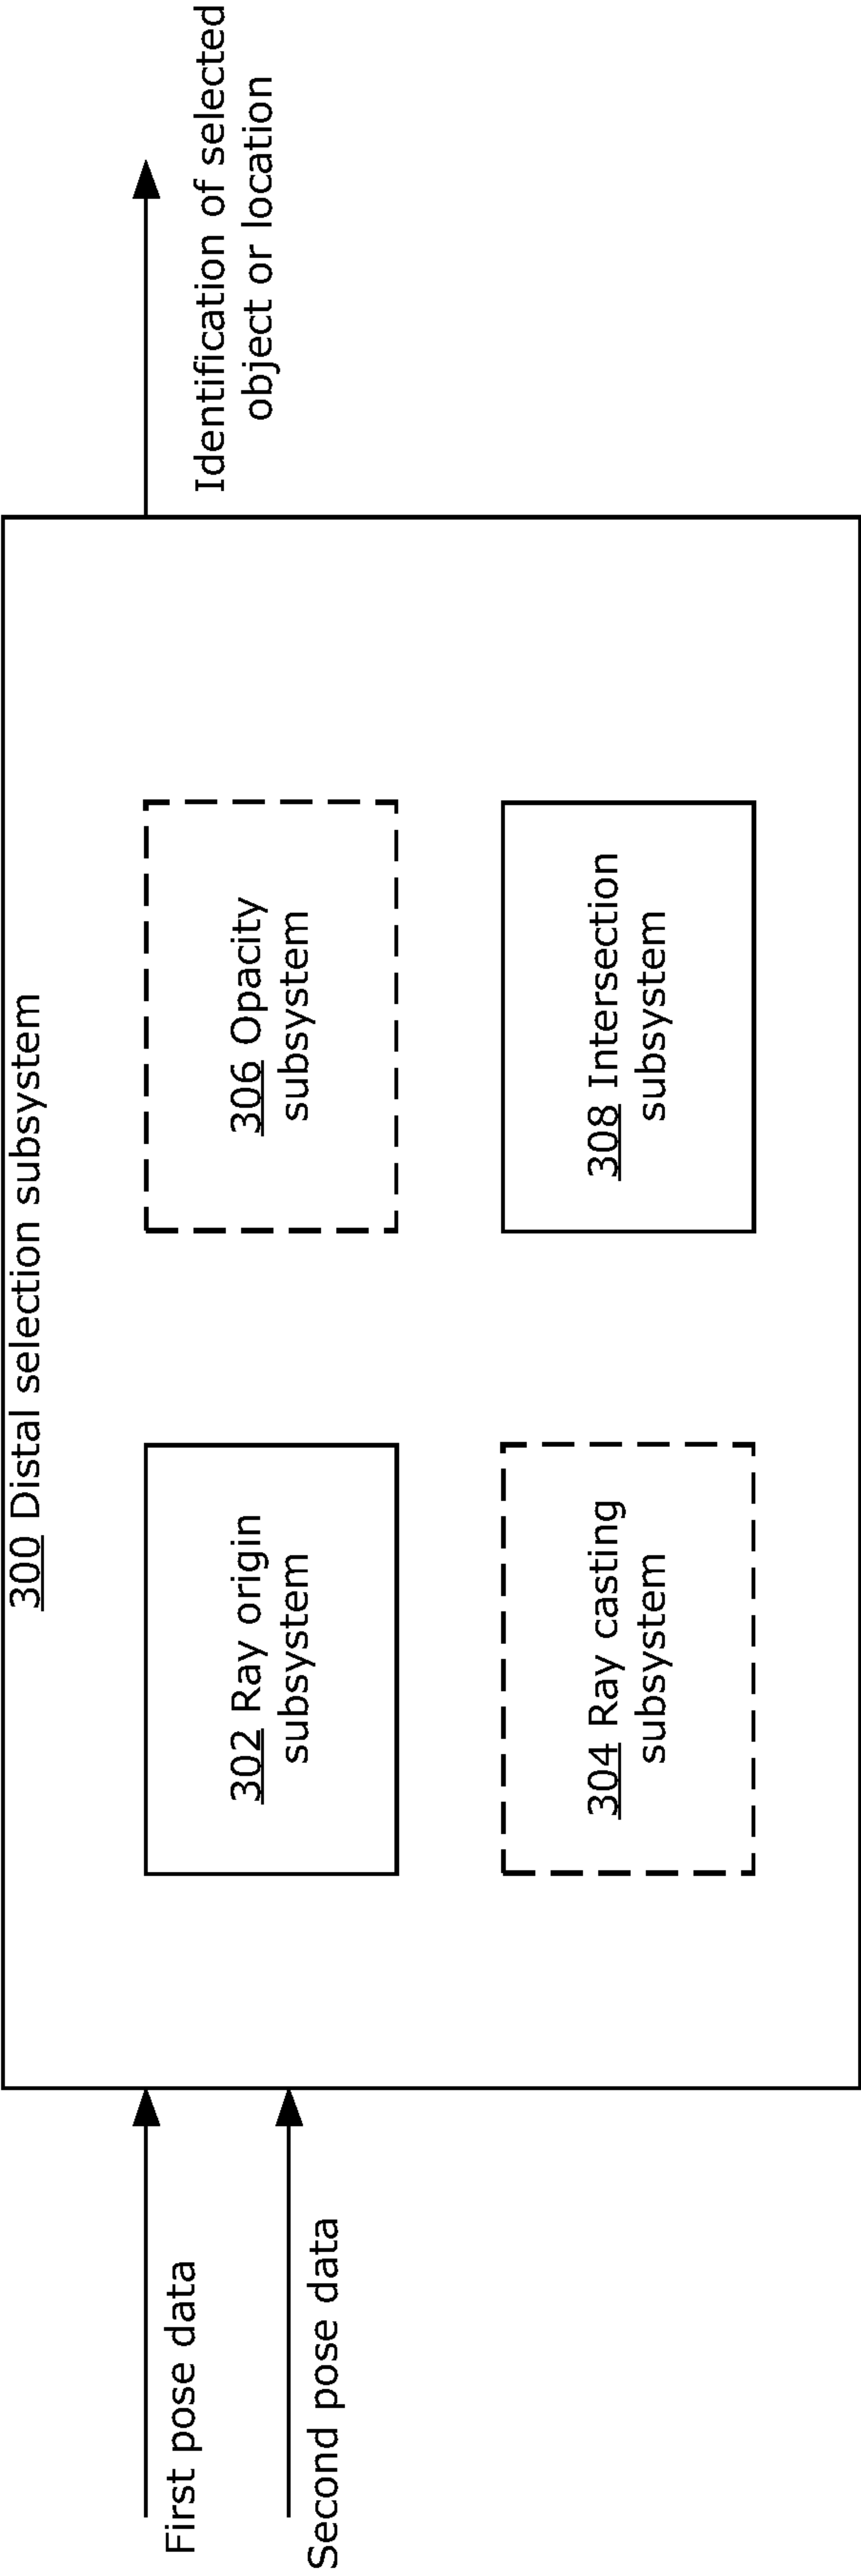 300 Distal selection subsystem
First pose data
Second pose data
302 Ray origin
subsystem
306 Opacity
subsystem
304 Ray casting
subsystem
308 Intersection
subsystem
Identification of selected
object or location